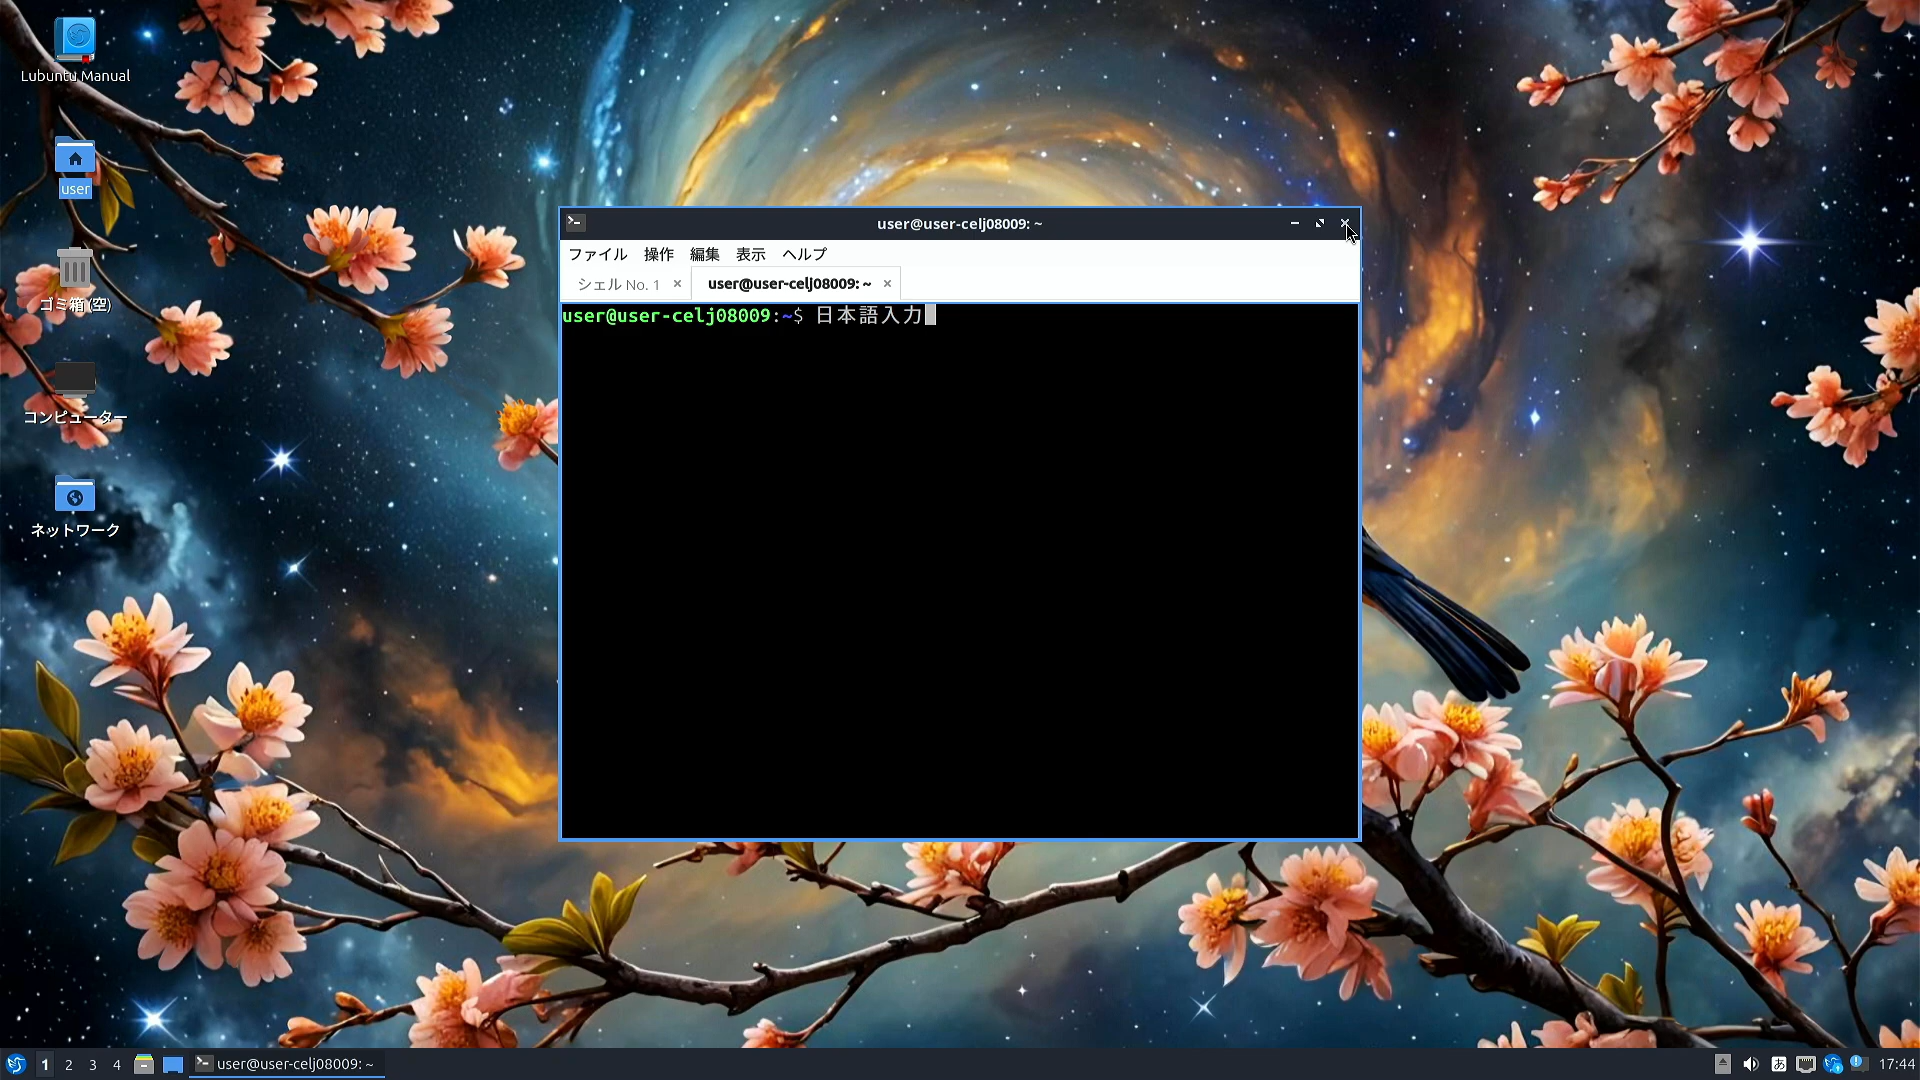 Lubuntu Manual
user
ゴミ箱 (空)
コンピューター
ネットワーク
user@user-celj08009: ~
ファイル 操作 編集 表示 ヘルプ
シェル No. 1 user@user-celj08009: ~
user@user-celj08009:~$ 日本語入力
1 2 3 4 user@user-celj08009: ~ あ 17:44